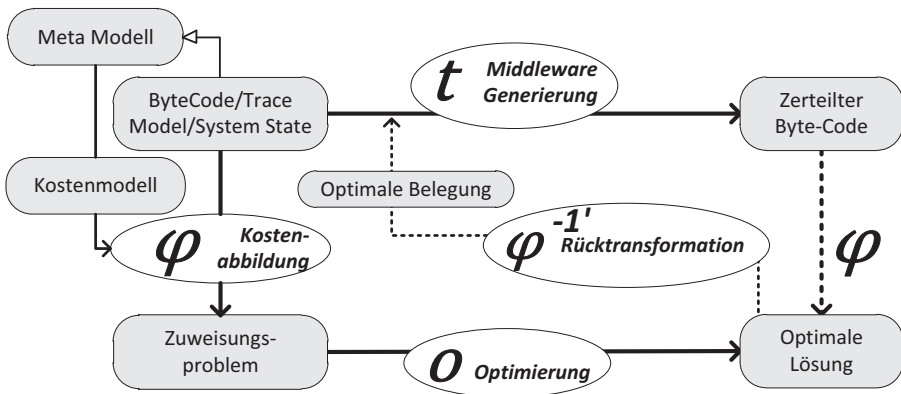 Meta Modell
t Middleware
Generierung
ByteCode/Trace
Model/System State
Zerteilter
Byte-Code
Kostenmodell
Optimale Belegung
φ Kosten-
abbildung
φ -1'
Rücktransformation
φ
Zuweisungs-
problem
o Optimierung
Optimale
Lösung